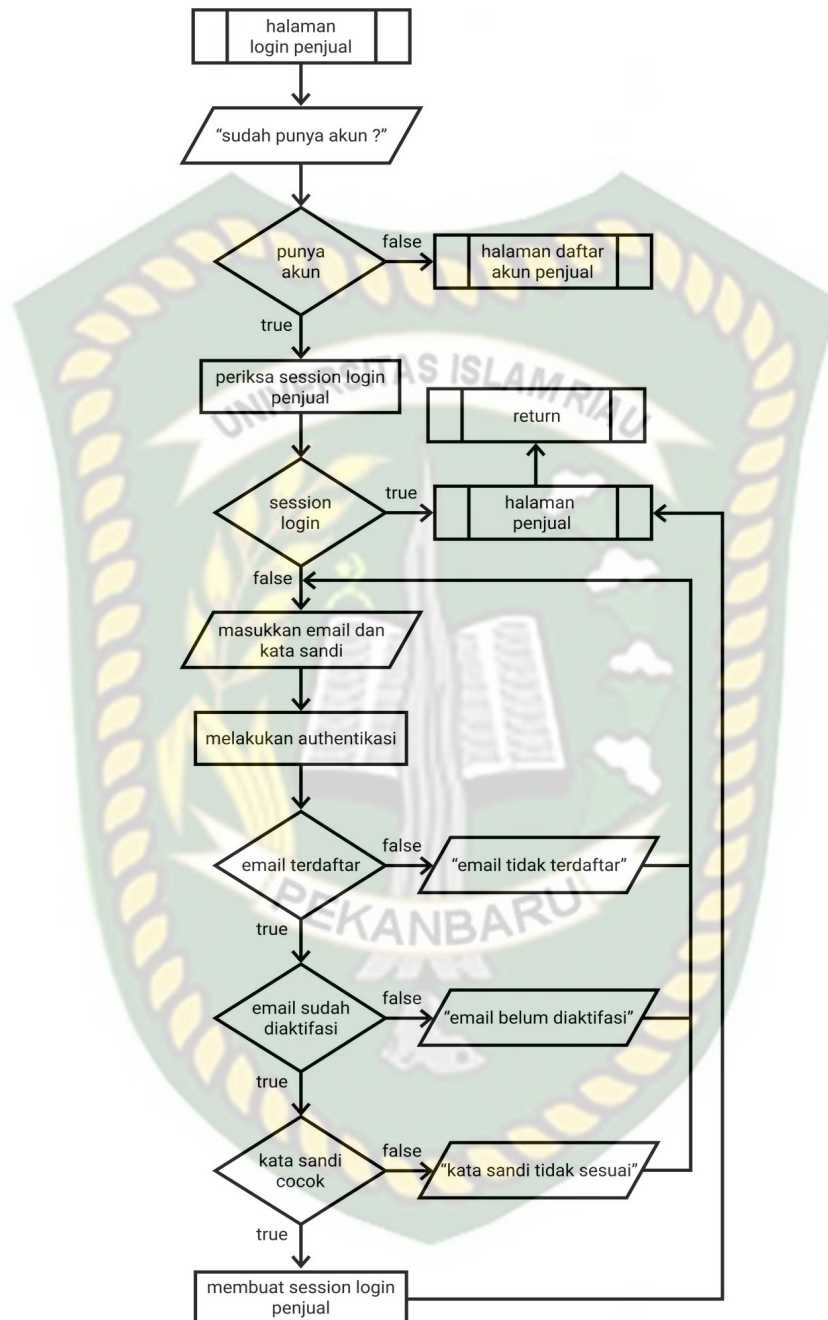 halaman
login penjual
“sudah punya akun ?”
punya
akun
false
halaman daftar
akun penjual
true
periksa session login
penjual
UNIVERSITAS ISLAM RIAU
return
session
login
true
halaman
penjual
false
masukkan email dan
kata sandi
melakukan authentikasi
email terdaftar
false
“email tidak terdaftar”
PEKANBARU
true
email sudah
diaktifasi
false
“email belum diaktifasi”
true
kata sandi
cocok
false
“kata sandi tidak sesuai”
true
membuat session login
penjual